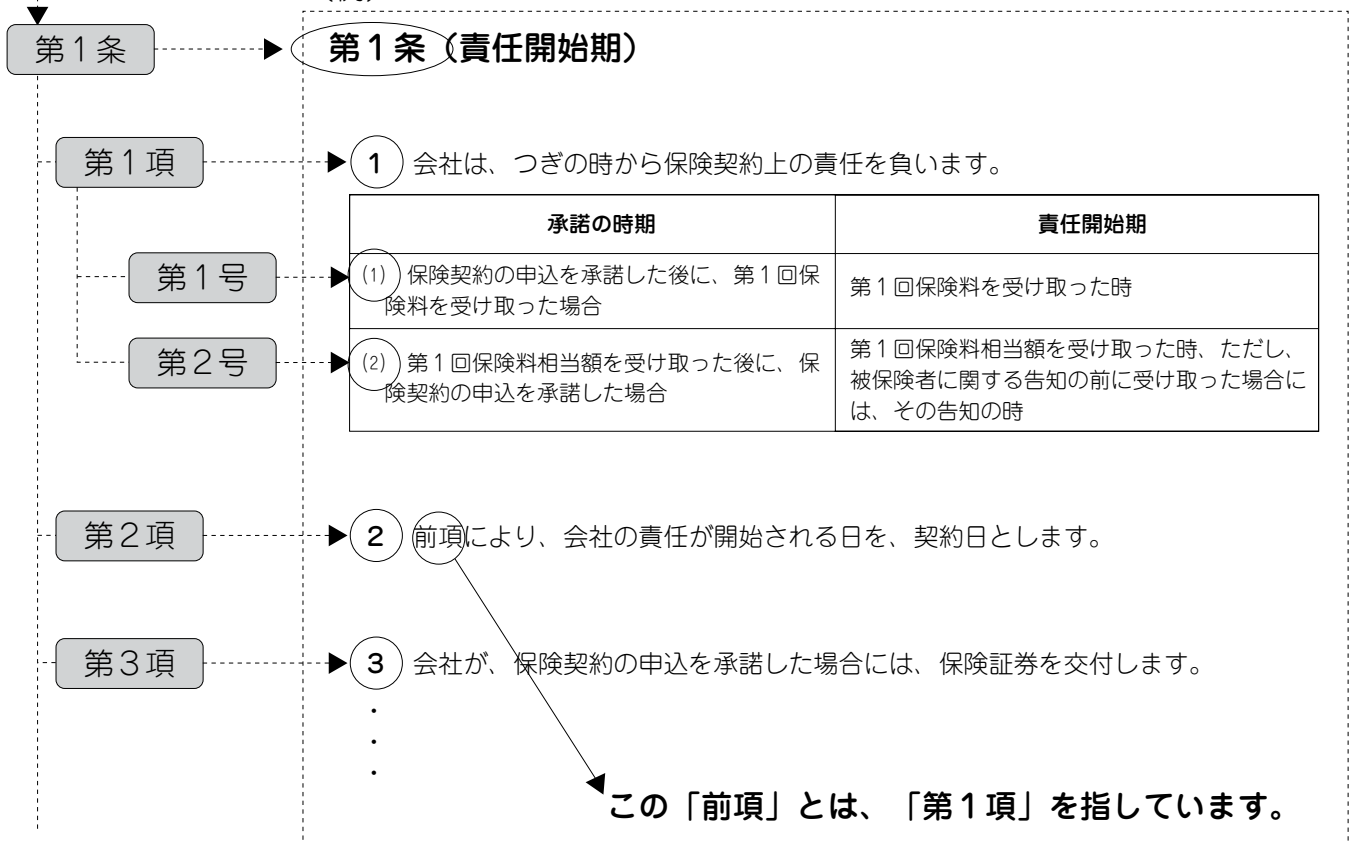 第1条
第1条（責任開始期）
第1項
1 会社は、つぎの時から保険契約上の責任を負います。
承諾の時期
責任開始期
第1号
(1) 保険契約の申込を承諾した後に、第1回保
険料を受け取った場合
第1回保険料を受け取った時
第2号
(2) 第1回保険料相当額を受け取った後に、保
険契約の申込を承諾した場合
第1回保険料相当額を受け取った時、ただし、
被保険者に関する告知の前に受け取った場合に
は、その告知の時
第2項
2 前項により、会社の責任が開始される日を、契約日とします。
第3項
3 会社が、保険契約の申込を承諾した場合には、保険証券を交付します。
・
・
・
この「前項」とは、「第1項」を指しています。